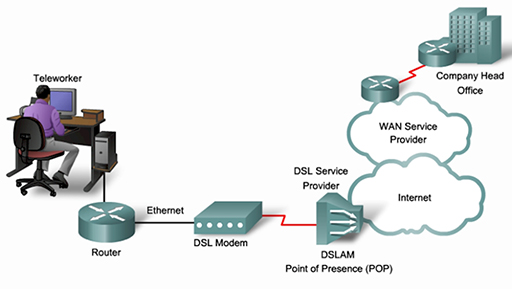 Teleworker
Company Head
Office
WAN Service
Provider
DSL Service
Provider
Internet
Ethernet
Router
DSL Modem
DSLAM
Point of Presence (POP)